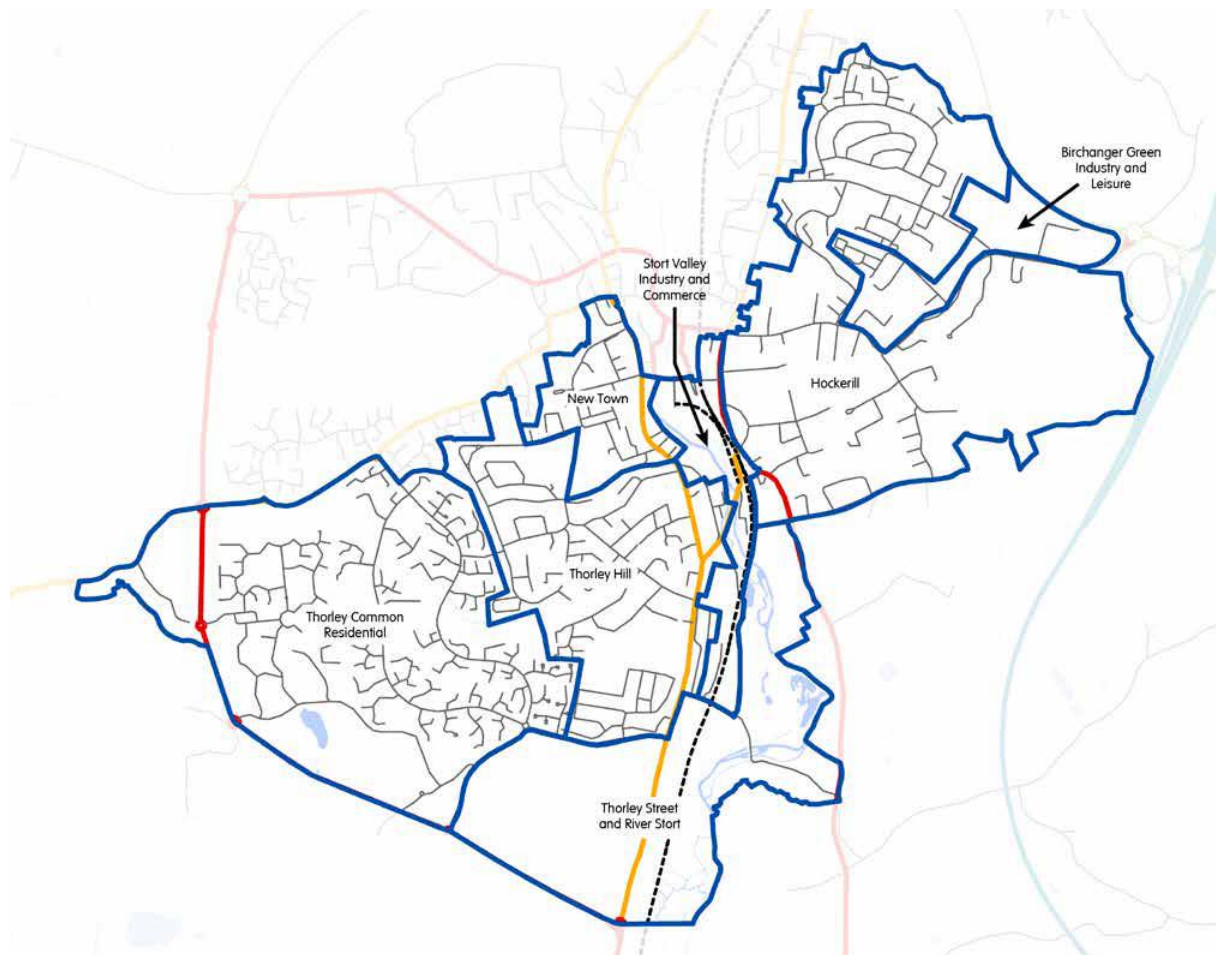 Birchanger Green
Industry and
Leisure
Stort Valley
Industry and
Commerce
Hockerill
New Town
Thorley Hill
Thorley Common
Residential
Thorley Street
and River Stort